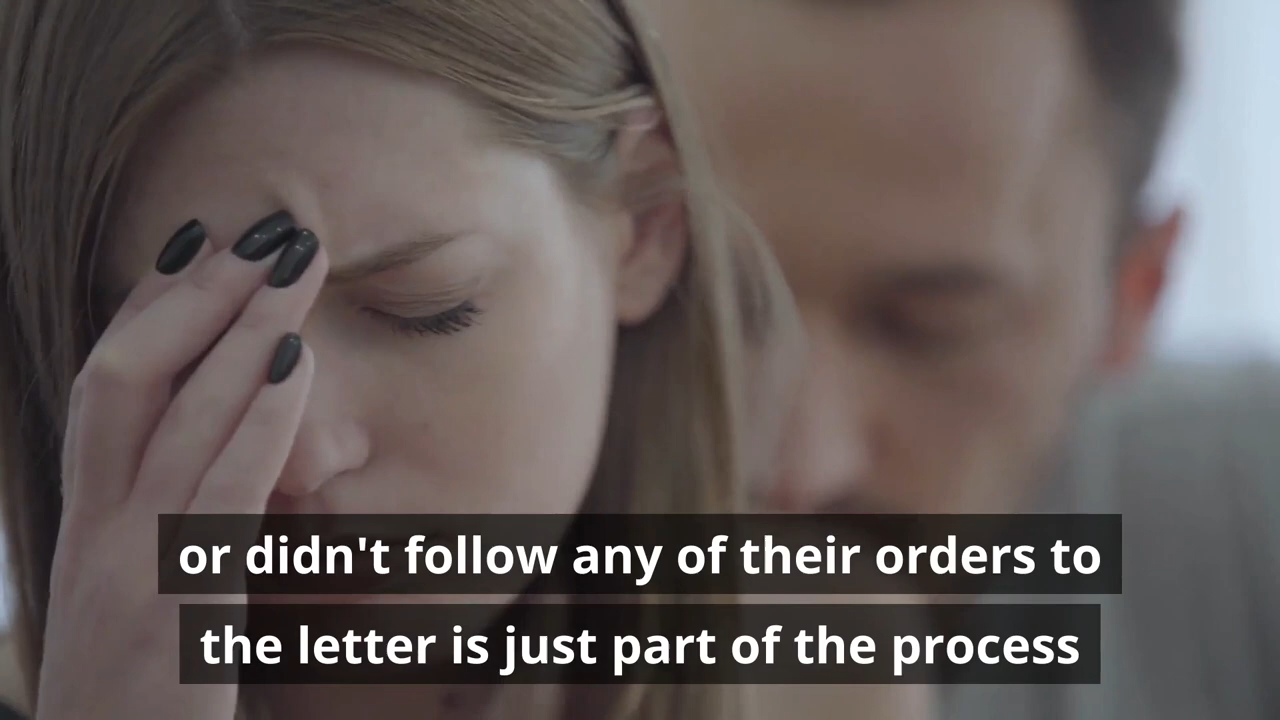 or didn't follow any of their orders to
the letter is just part of the process